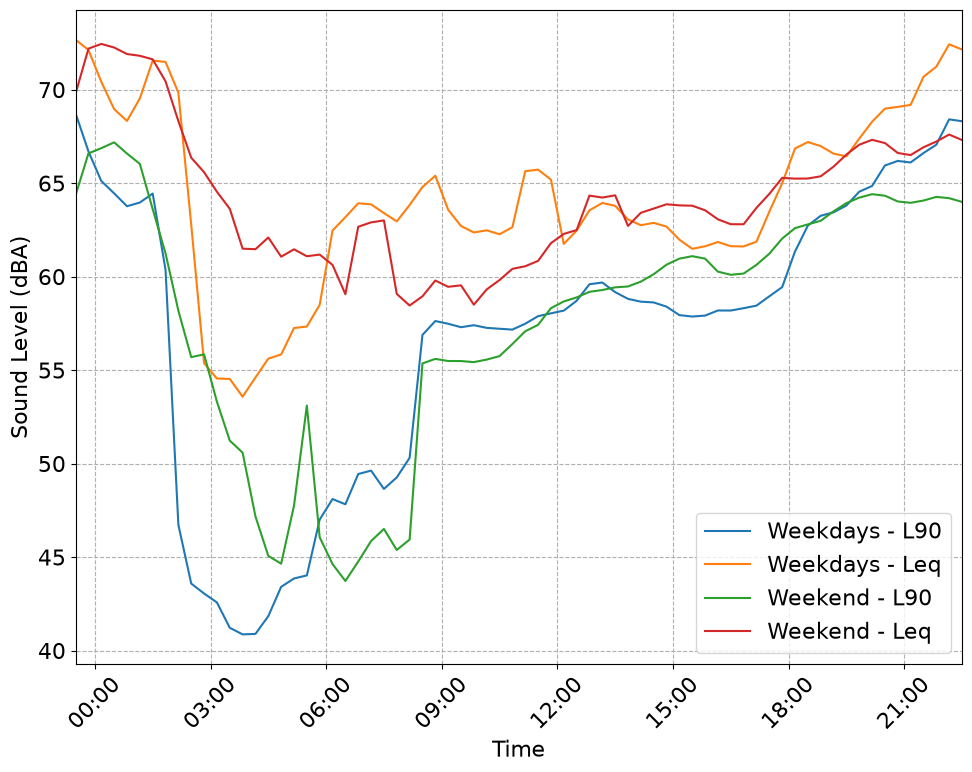 Sound Level (dBA)
70
65
60
55
50
45
40
00:00
03:00
06:00
09:00
12:00
15:00
18:00
21:00
Time
Weekdays - L90
Weekdays - Leq
Weekend - L90
Weekend - Leq